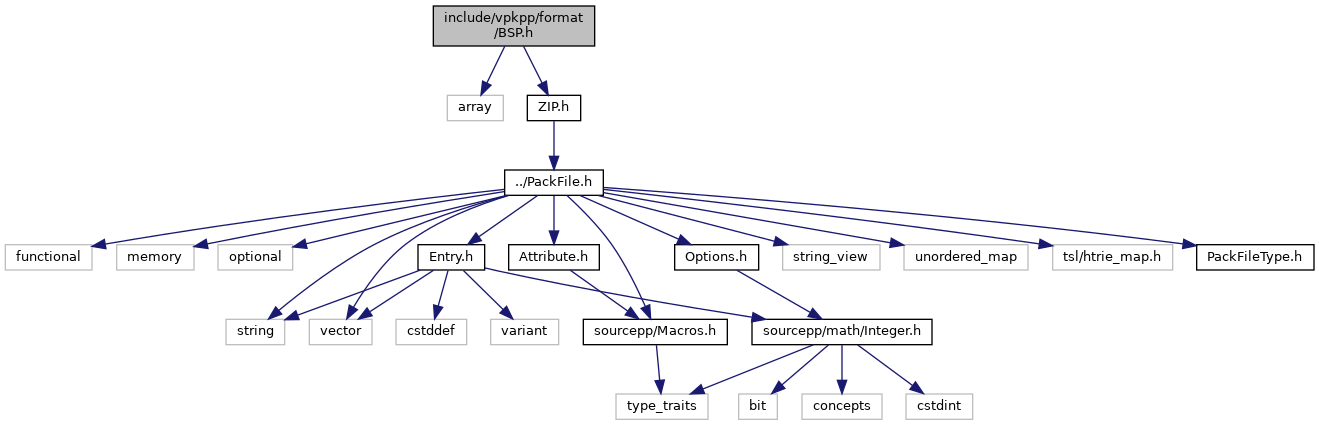 include/vpkpp/format
/BSP.h
array
ZIP.h
../PackFile.h
functional
memory
optional
Entry.h
Attribute.h
Options.h
string_view
unordered_map
tsl/htrie_map.h
PackFileType.h
string
vector
cstddef
variant
sourcepp/Macros.h
sourcepp/math/Integer.h
type_traits
bit
concepts
cstdint